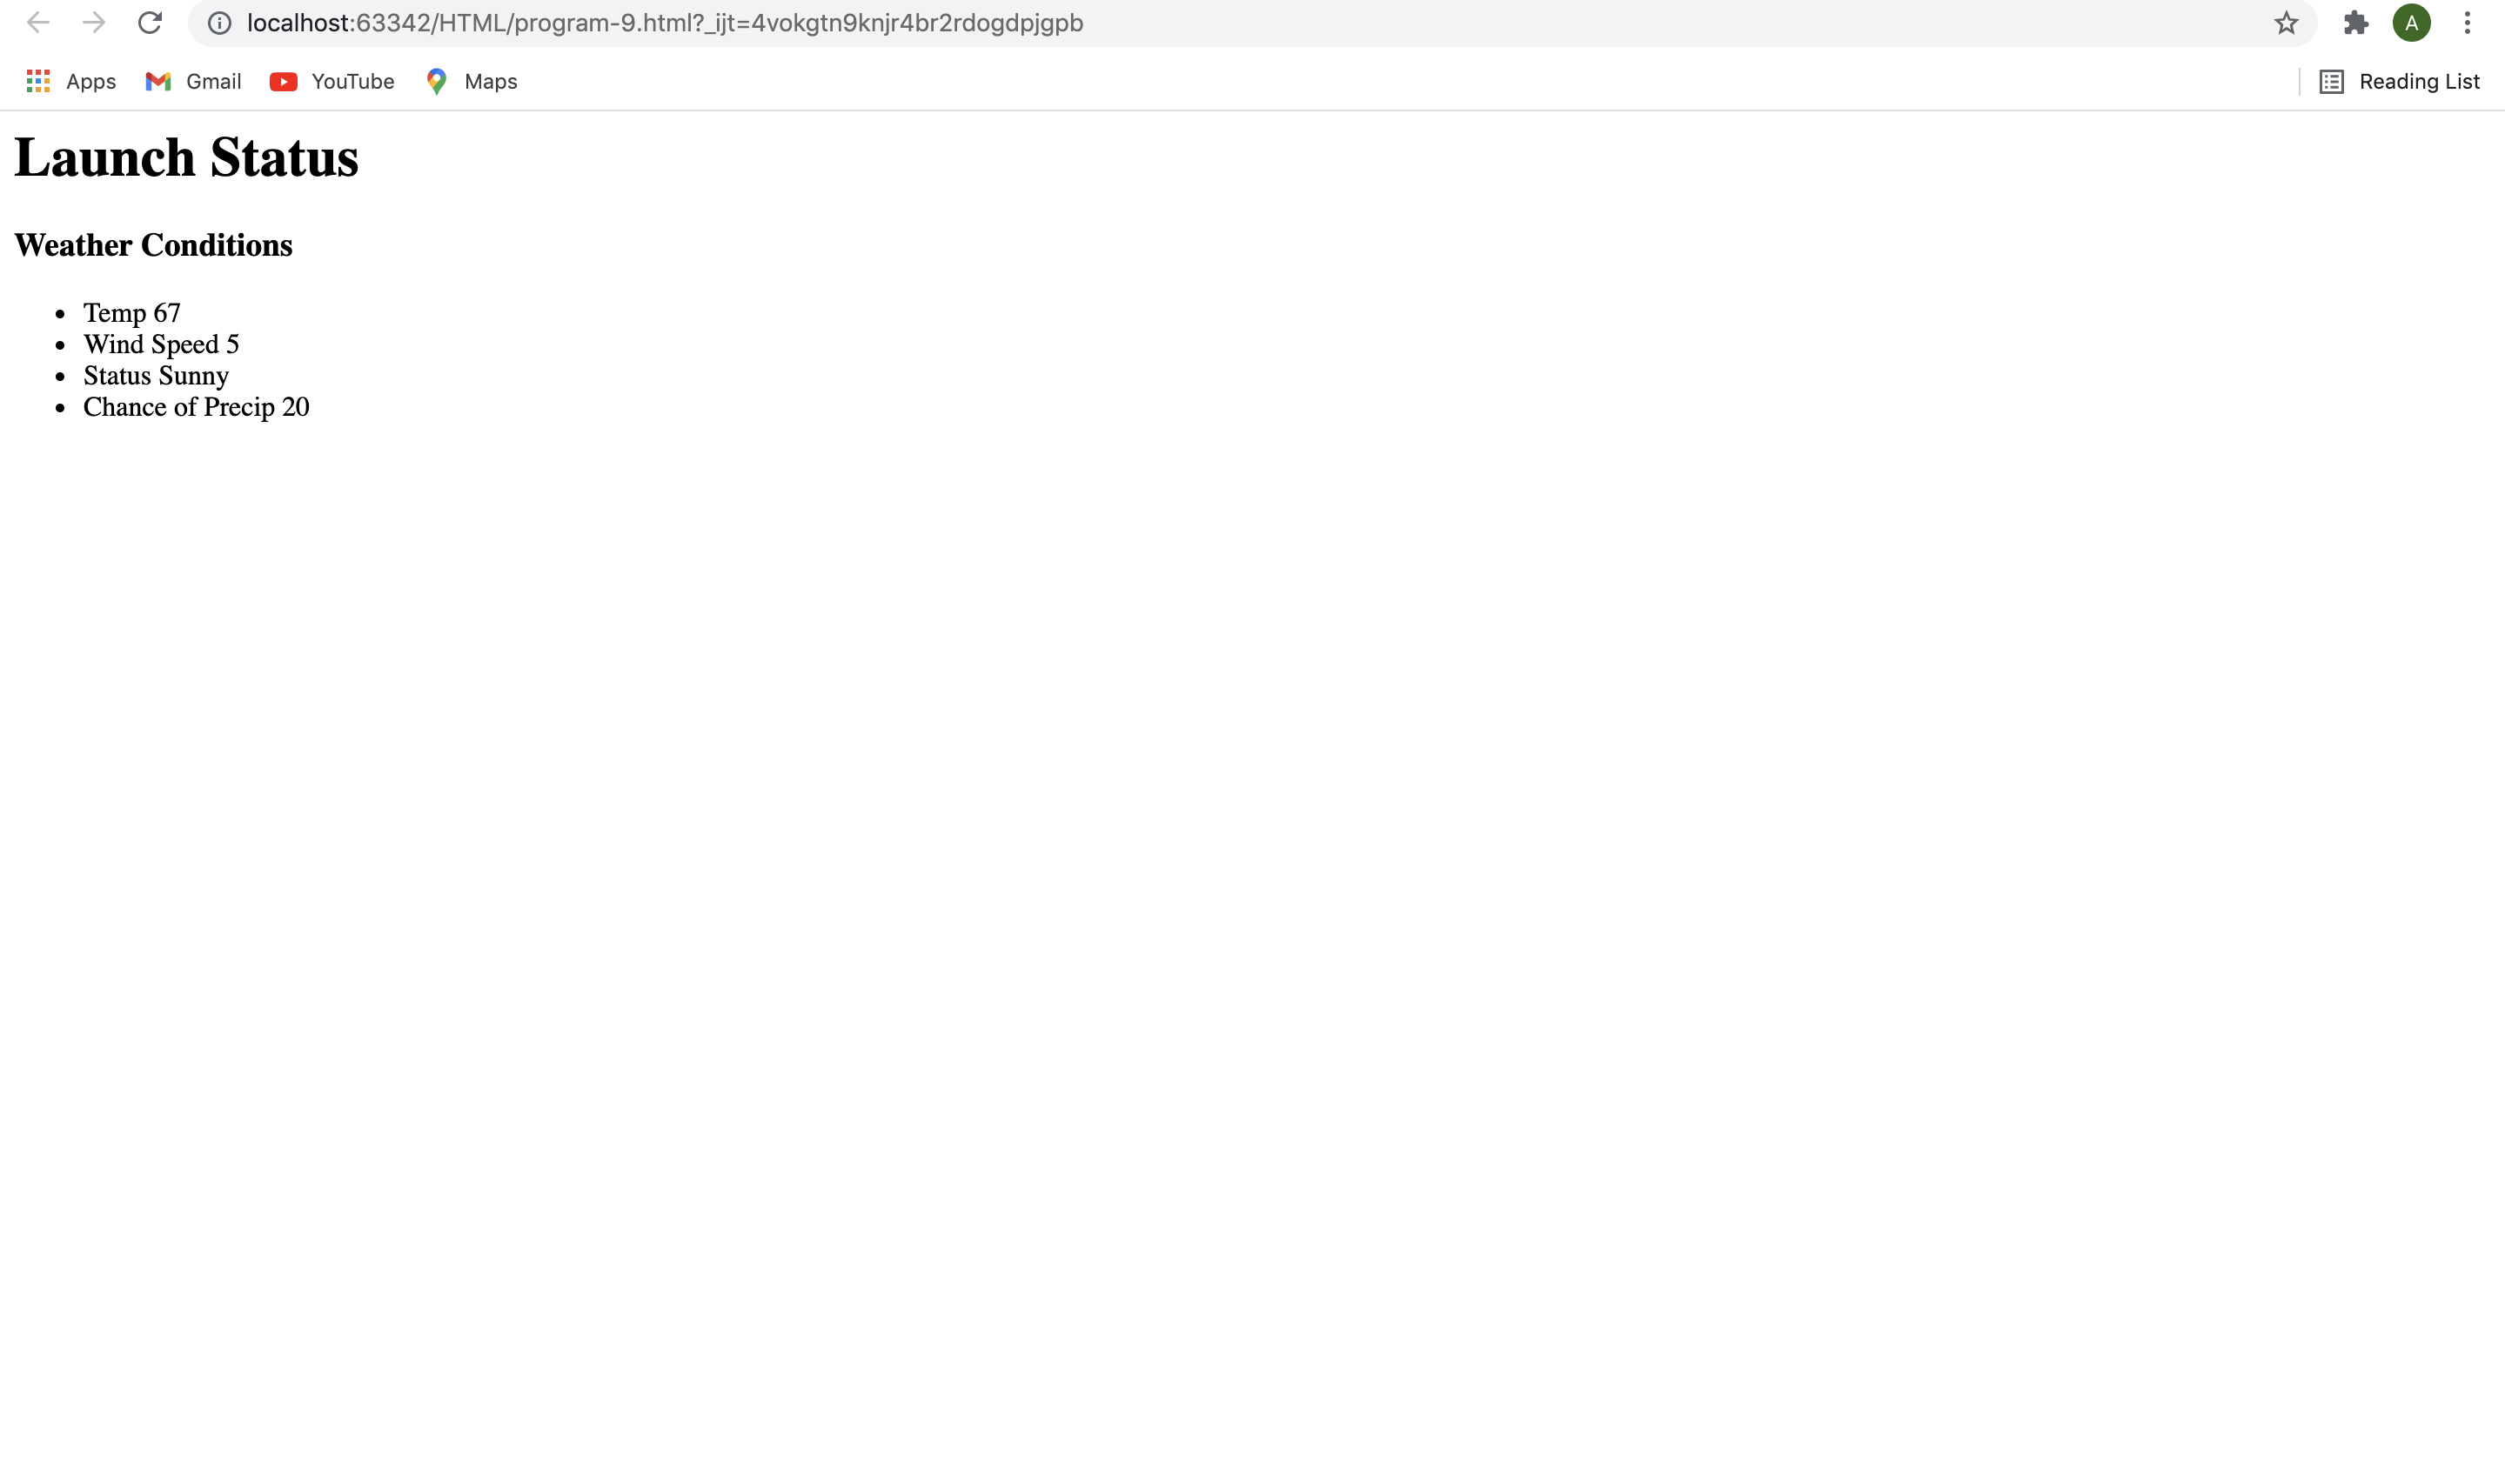 localhost:63342/HTML/program-9.html?_ijt=4vokgtn9knjr4br2rdogdpjgpb
A
Apps Gmail YouTube Maps Reading List
Launch Status
Weather Conditions
• Temp 67
• Wind Speed 5
• Status Sunny
• Chance of Precip 20